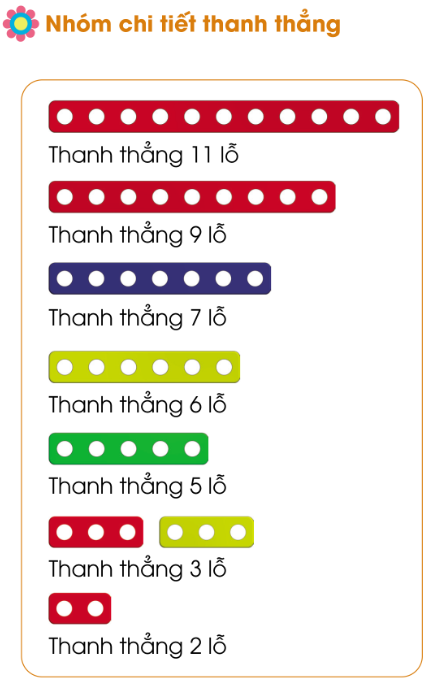 Nhóm chi tiết thanh thẳng
Thanh thẳng 11 lỗ
Thanh thẳng 9 lỗ
Thanh thẳng 7 lỗ
Thanh thẳng 6 lỗ
Thanh thẳng 5 lỗ
Thanh thẳng 3 lỗ
Thanh thẳng 2 lỗ